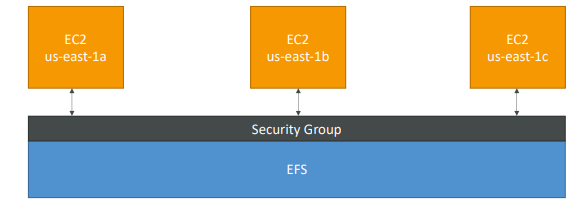 EC2
us-east-1a
EC2
us-east-1b
EC2
us-east-1c
Security Group
EFS